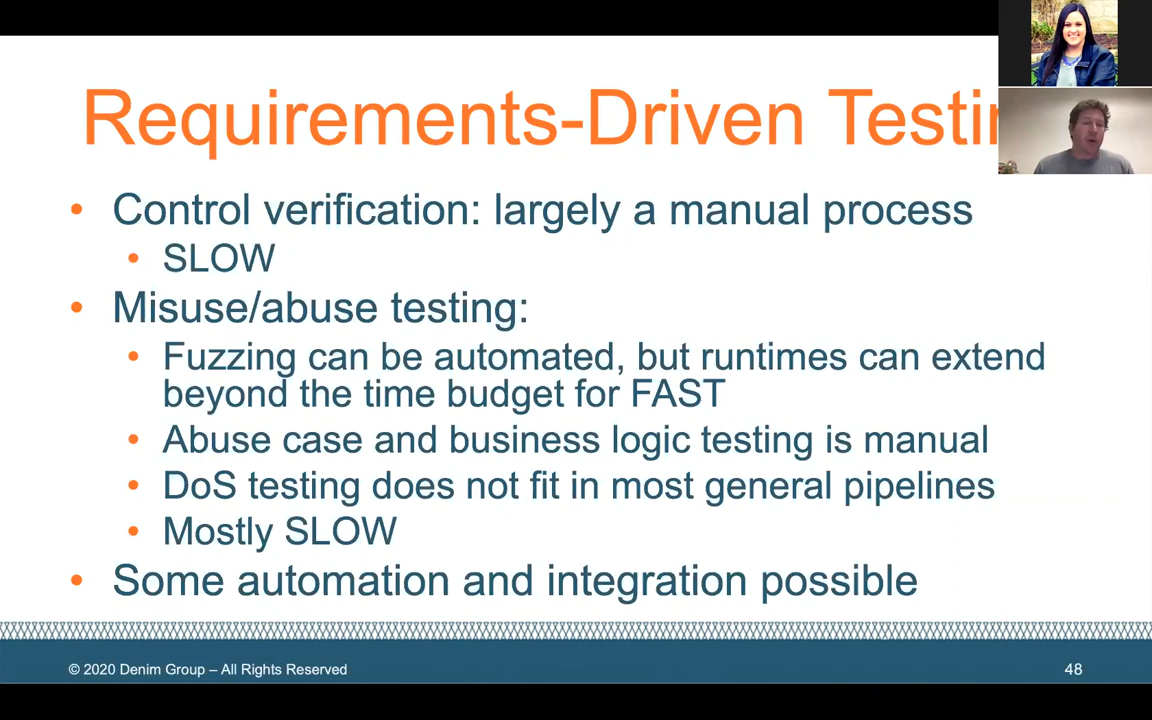 Requirements-Driven Testin
• Control verification: largely a manual process
• SLOW
• Misuse/abuse testing:
• Fuzzing can be automated, but runtimes can extend
beyond the time budget for FAST
• Abuse case and business logic testing is manual
• DoS testing does not fit in most general pipelines
• Mostly SLOW
• Some automation and integration possible
© 2020 Denim Group – All Rights Reserved
48